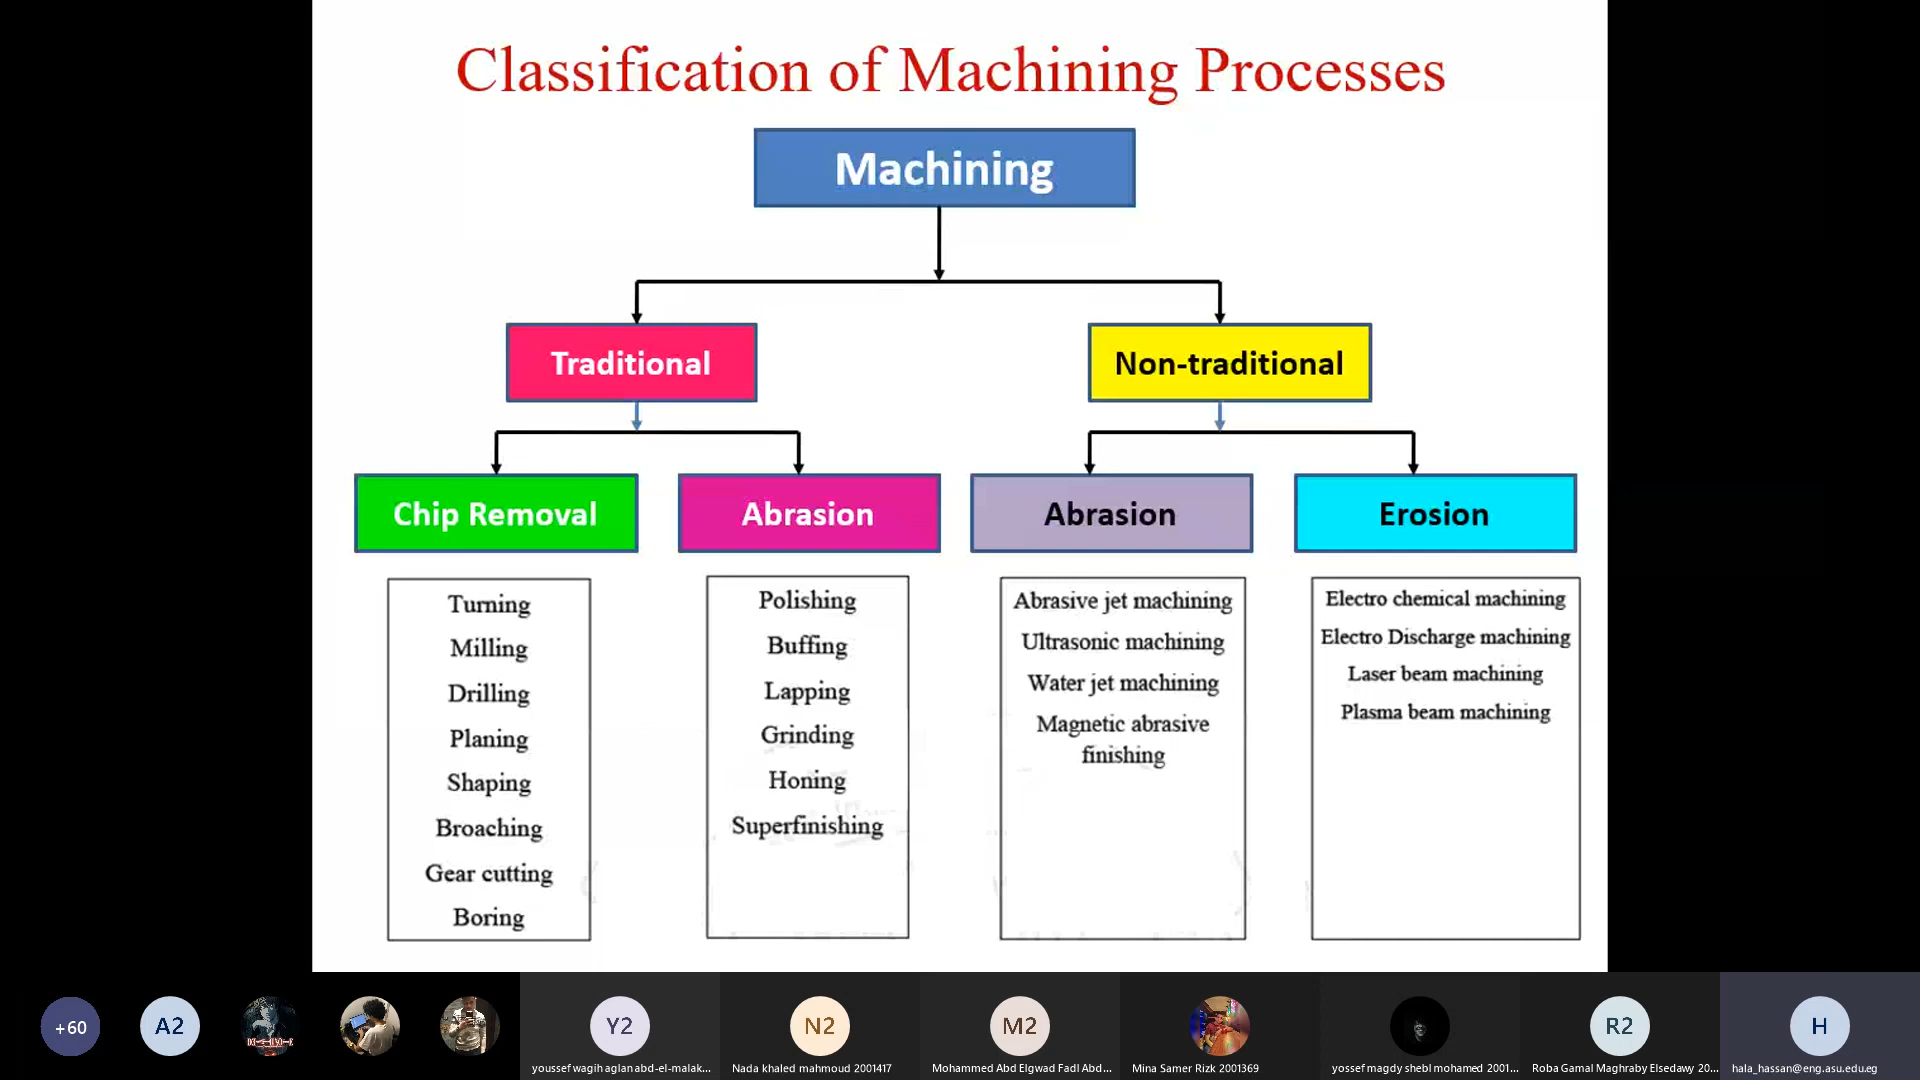 Classification of Machining Processes
Machining
Traditional
Non-traditional
Chip Removal
Abrasion
Abrasion
Erosion
Turning
Milling
Drilling
Planing
Shaping
Broaching
Gear cutting
Boring
Polishing
Buffing
Lapping
Grinding
Honing
Superfinishing
Abrasive jet machining
Ultrasonic machining
Water jet machining
Magnetic abrasive
finishing
Electro chemical machining
Electro Discharge machining
Laser beam machining
Plasma beam machining
+60
A2
Y2
N2
M2
R2
H
youssef wagih aglan abd-el-malak...
Nada khaled mahmoud 2001417
Mohammed Abd Elgwad Fadl Abd...
Mina Samer Rizk 2001369
yossef magdy shebl mohamed 2001...
Roba Gamal Maghraby Elsedawy 20...
hala_hassan@eng.asu.edu.eg